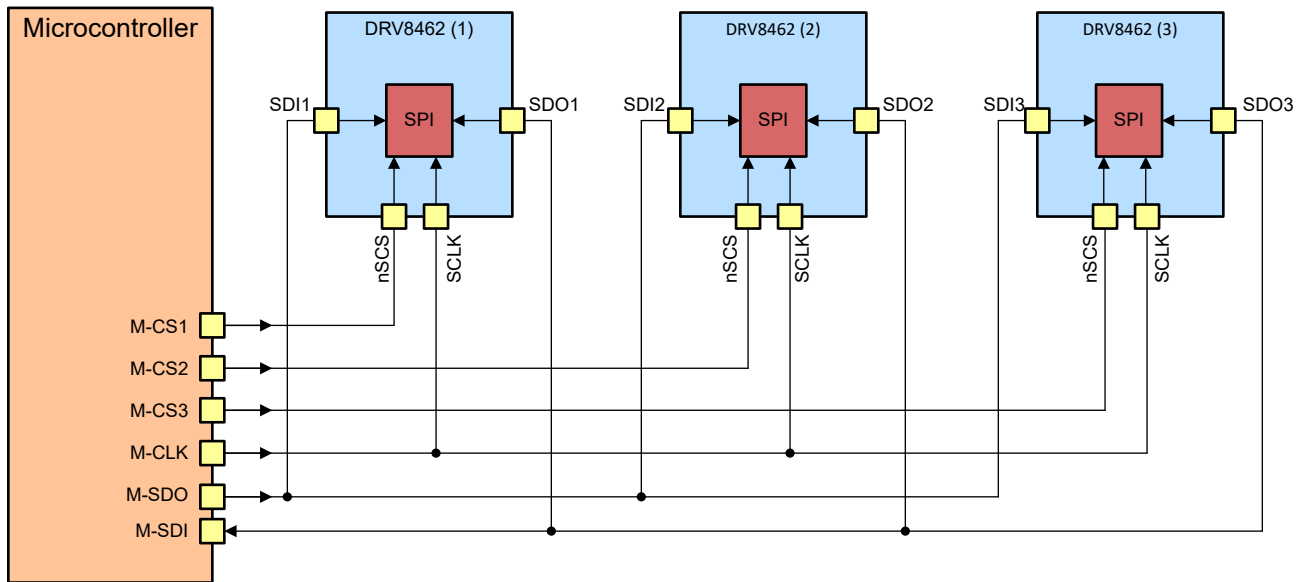 Microcontroller
DRV8462 (1)
DRV8462 (2)
DRV8462 (3)
SDI1
SPI
SDO1
SDI2
SPI
SDO2
SDI3
SPI
SDO3
nSCS
SCLK
nSCS
SCLK
nSCS
SCLK
M-CS1
M-CS2
M-CS3
M-CLK
M-SDO
M-SDI